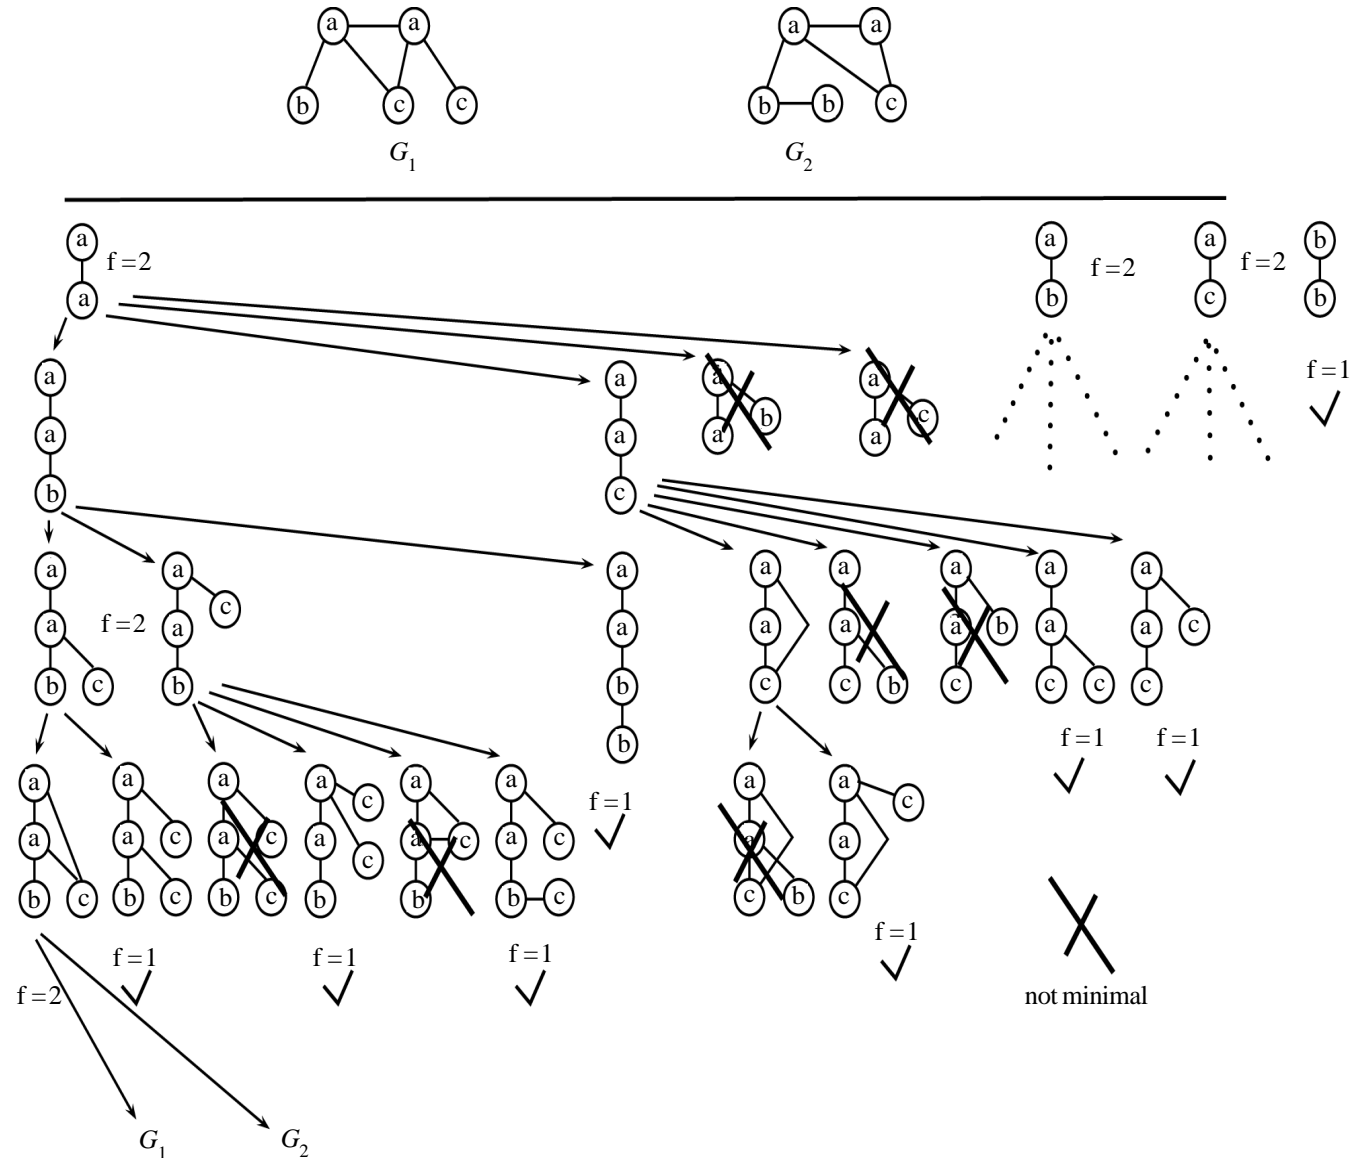 a a a a
b c c b b c
G1 G2
a a a b
f=2 f=2 f=2
a b c b
a a a a f=1
b c
a a a a
b c
a a a a a a a
c
a f=2 a a a a b a a c
b c b b c c b c c c c
b
f=1 f=1
a a a a a a a a
c c c
f=1
a a a c a a c a c a a
c
b c b c b c b b b c c b c
f=1 f=1 f=1 f=1
f=2 not minimal
G1 G2